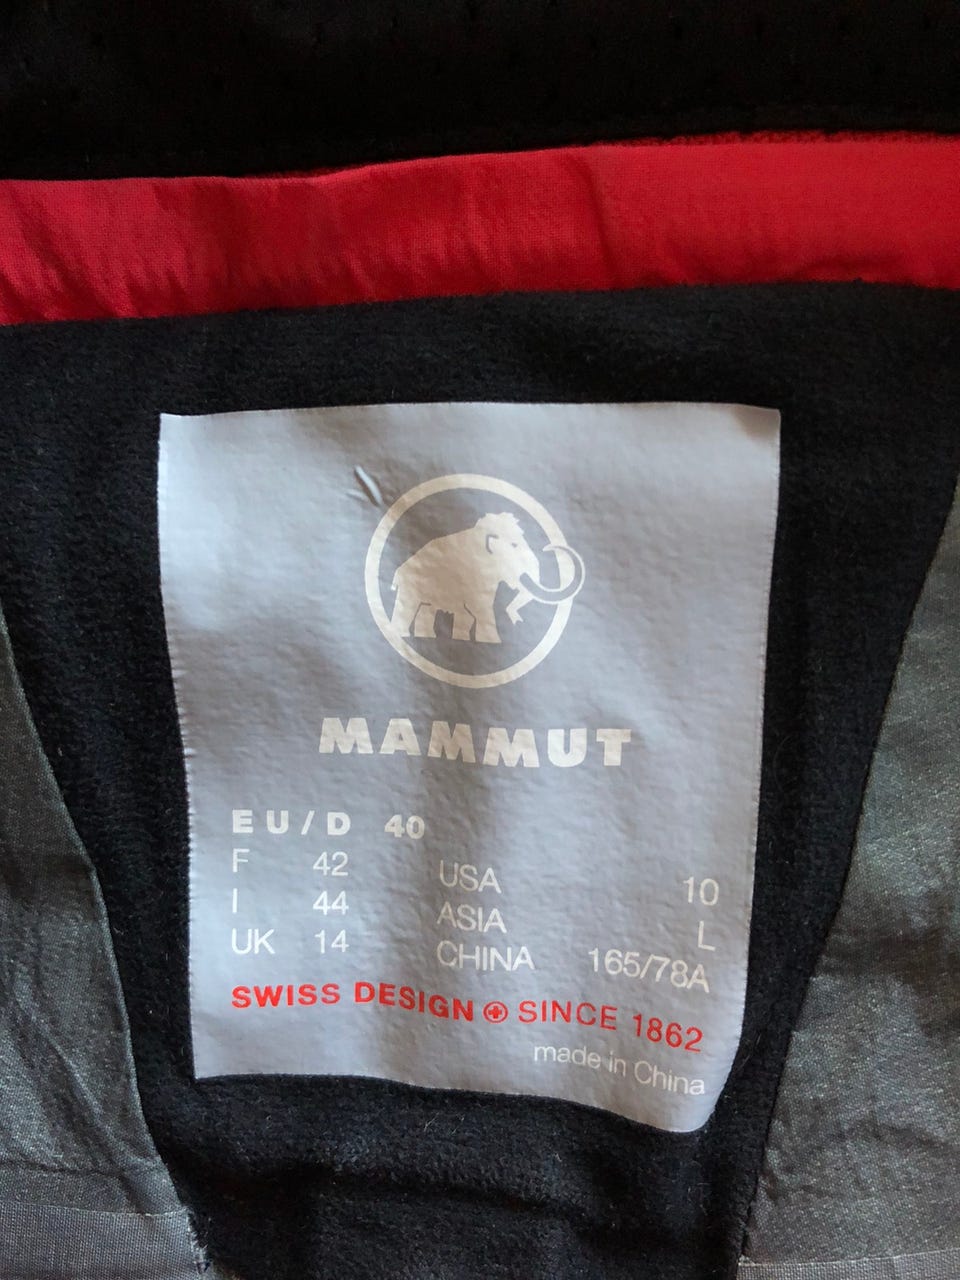 MAMMUT
EU/D 40
F 42
I 44
UK 14
USA 10
ASIA L
CHINA 165/78A
SWISS DESIGN SINCE 1862
made in China